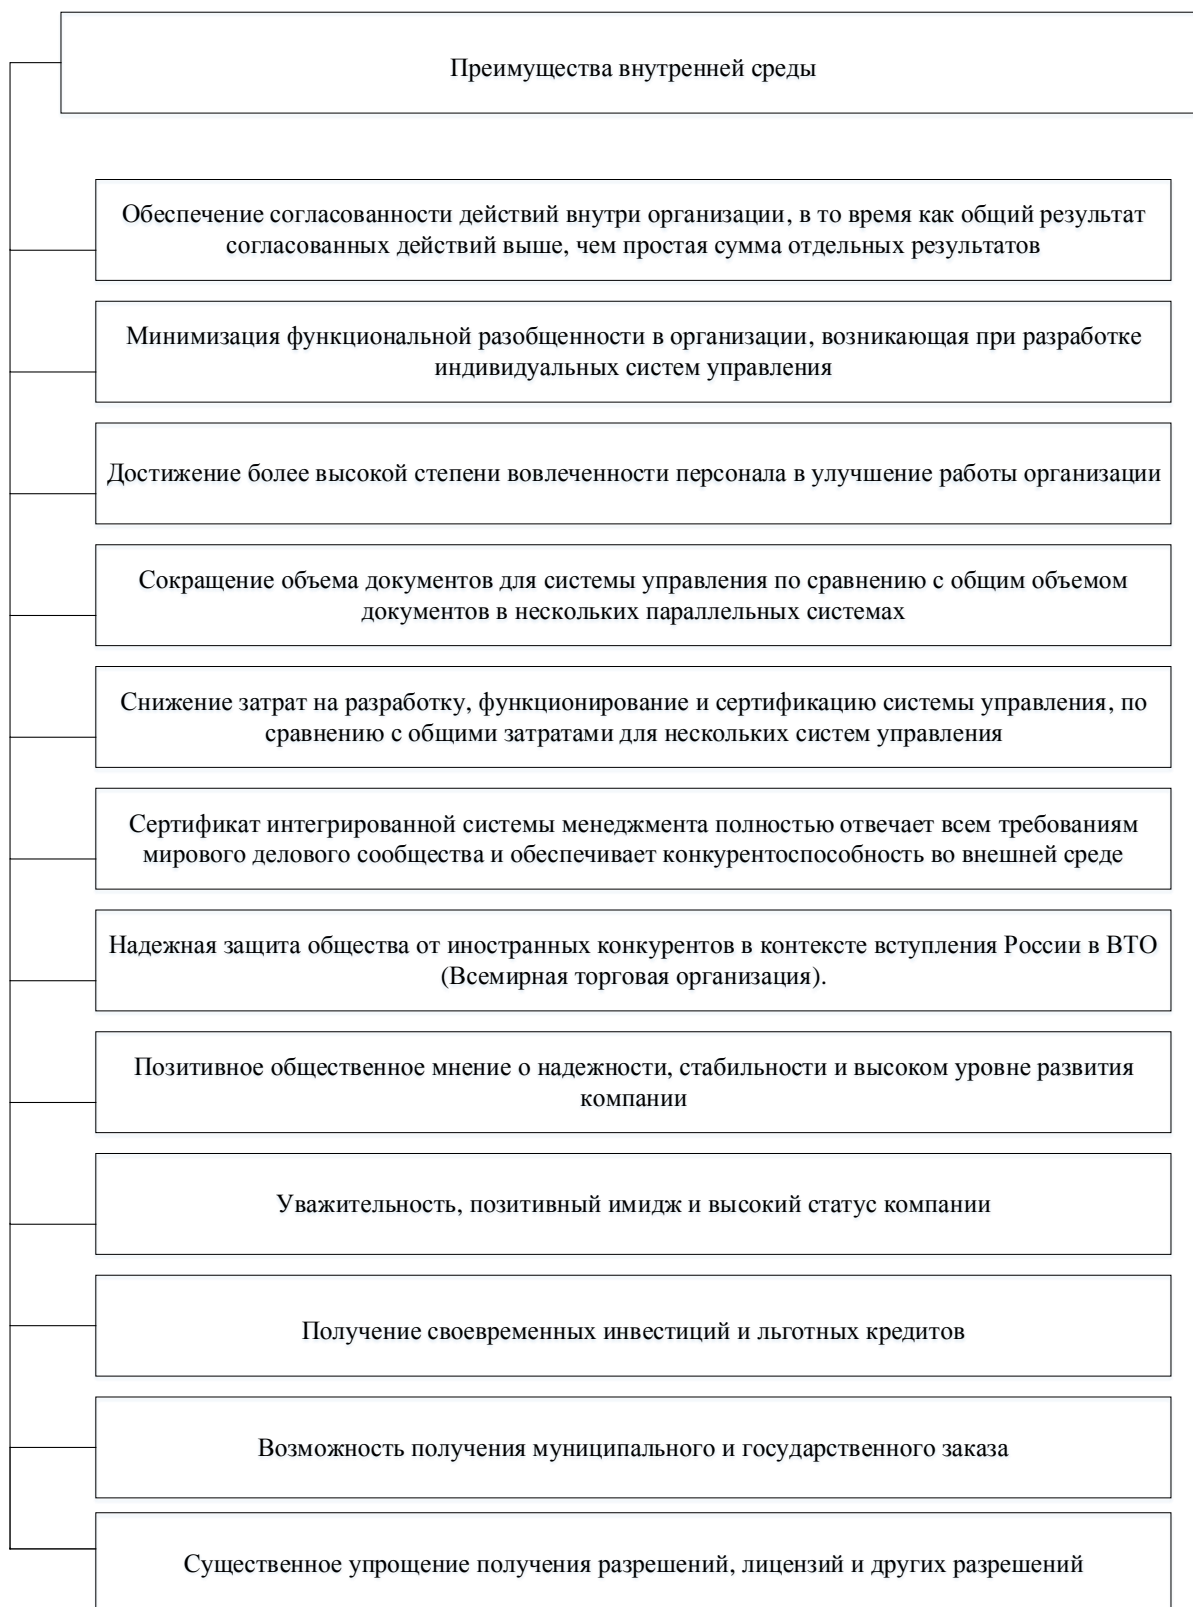 Преимущества внутренней среды
Обеспечение согласованности действий внутри организации, в то время как общий результат
согласованных действий выше, чем простая сумма отдельных результатов
Минимизация функциональной разобщенности в организации, возникающая при разработке
индивидуальных систем управления
Достижение более высокой степени вовлеченности персонала в улучшение работы организации
Сокращение объема документов для системы управления по сравнению с общим объемом
документов в нескольких параллельных системах
Снижение затрат на разработку, функционирование и сертификацию системы управления, по
сравнению с общими затратами для нескольких систем управления
Сертификат интегрированной системы менеджмента полностью отвечает всем требованиям
мирового делового сообщества и обеспечивает конкурентоспособность во внешней среде
Надежная защита общества от иностранных конкурентов в контексте вступления России в ВТО
(Всемирная торговая организация).
Позитивное общественное мнение о надежности, стабильности и высоком уровне развития
компании
Уважительность, позитивный имидж и высокий статус компании
Получение своевременных инвестиций и льготных кредитов
Возможность получения муниципального и государственного заказа
Существенное упрощение получения разрешений, лицензий и других разрешений